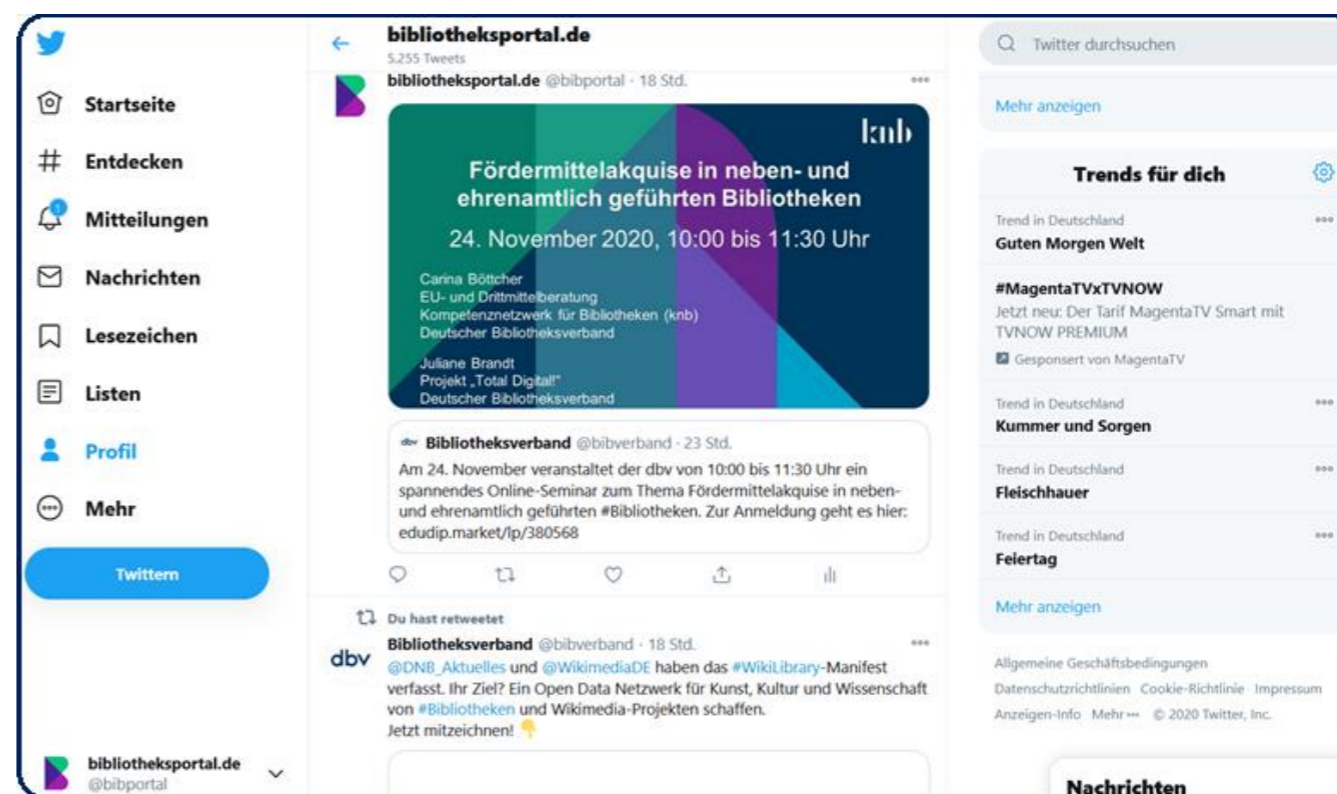 Startseite
Entdecken
1
Mitteilungen
Nachrichten
Lesezeichen
Listen
Profil
Mehr
Twittern
bibliotheksportal.de
@bibportal
bibliotheksportal.de
5.255 Tweets
bibliotheksportal.de @bibportal · 18 Std.
knb
Fördermittelakquise in neben- und
ehrenamtlich geführten Bibliotheken
24. November 2020, 10:00 bis 11:30 Uhr
Carina Böttcher
EU- und Drittmittelberatung
Kompetenznetzwerk für Bibliotheken (knb)
Deutscher Bibliotheksverband
Juliane Brandt
Projekt „Total Digital!“
Deutscher Bibliotheksverband
dbv Bibliotheksverband @bibverband · 23 Std.
Am 24. November veranstaltet der dbv von 10:00 bis 11:30 Uhr ein
spannendes Online-Seminar zum Thema Fördermittelakquise in neben-
und ehrenamtlich geführten #Bibliotheken. Zur Anmeldung geht es hier:
edudip.market/lp/380568
Du hast retweetet
dbv
Bibliotheksverband @bibverband · 18 Std.
@DNB_Aktuelles und @WikimediaDE haben das #WikiLibrary-Manifest
verfasst. Ihr Ziel? Ein Open Data Netzwerk für Kunst, Kultur und Wissenschaft
von #Bibliotheken und Wikimedia-Projekten schaffen.
Jetzt mitzeichnen! 👇
Twitter durchsuchen
Mehr anzeigen
Trends für dich
Trend in Deutschland
Guten Morgen Welt
#MagentaTVxTVNOW
Jetzt neu: Der Tarif MagentaTV Smart mit
TVNOW PREMIUM
Gesponsert von MagentaTV
Trend in Deutschland
Kummer und Sorgen
Trend in Deutschland
Fleischhauer
Trend in Deutschland
Feiertag
Mehr anzeigen
Allgemeine Geschäftsbedingungen
Datenschutzrichtlinien Cookie-Richtlinie Impressum
Anzeigen-Info Mehr ··· © 2020 Twitter, Inc.
Nachrichten